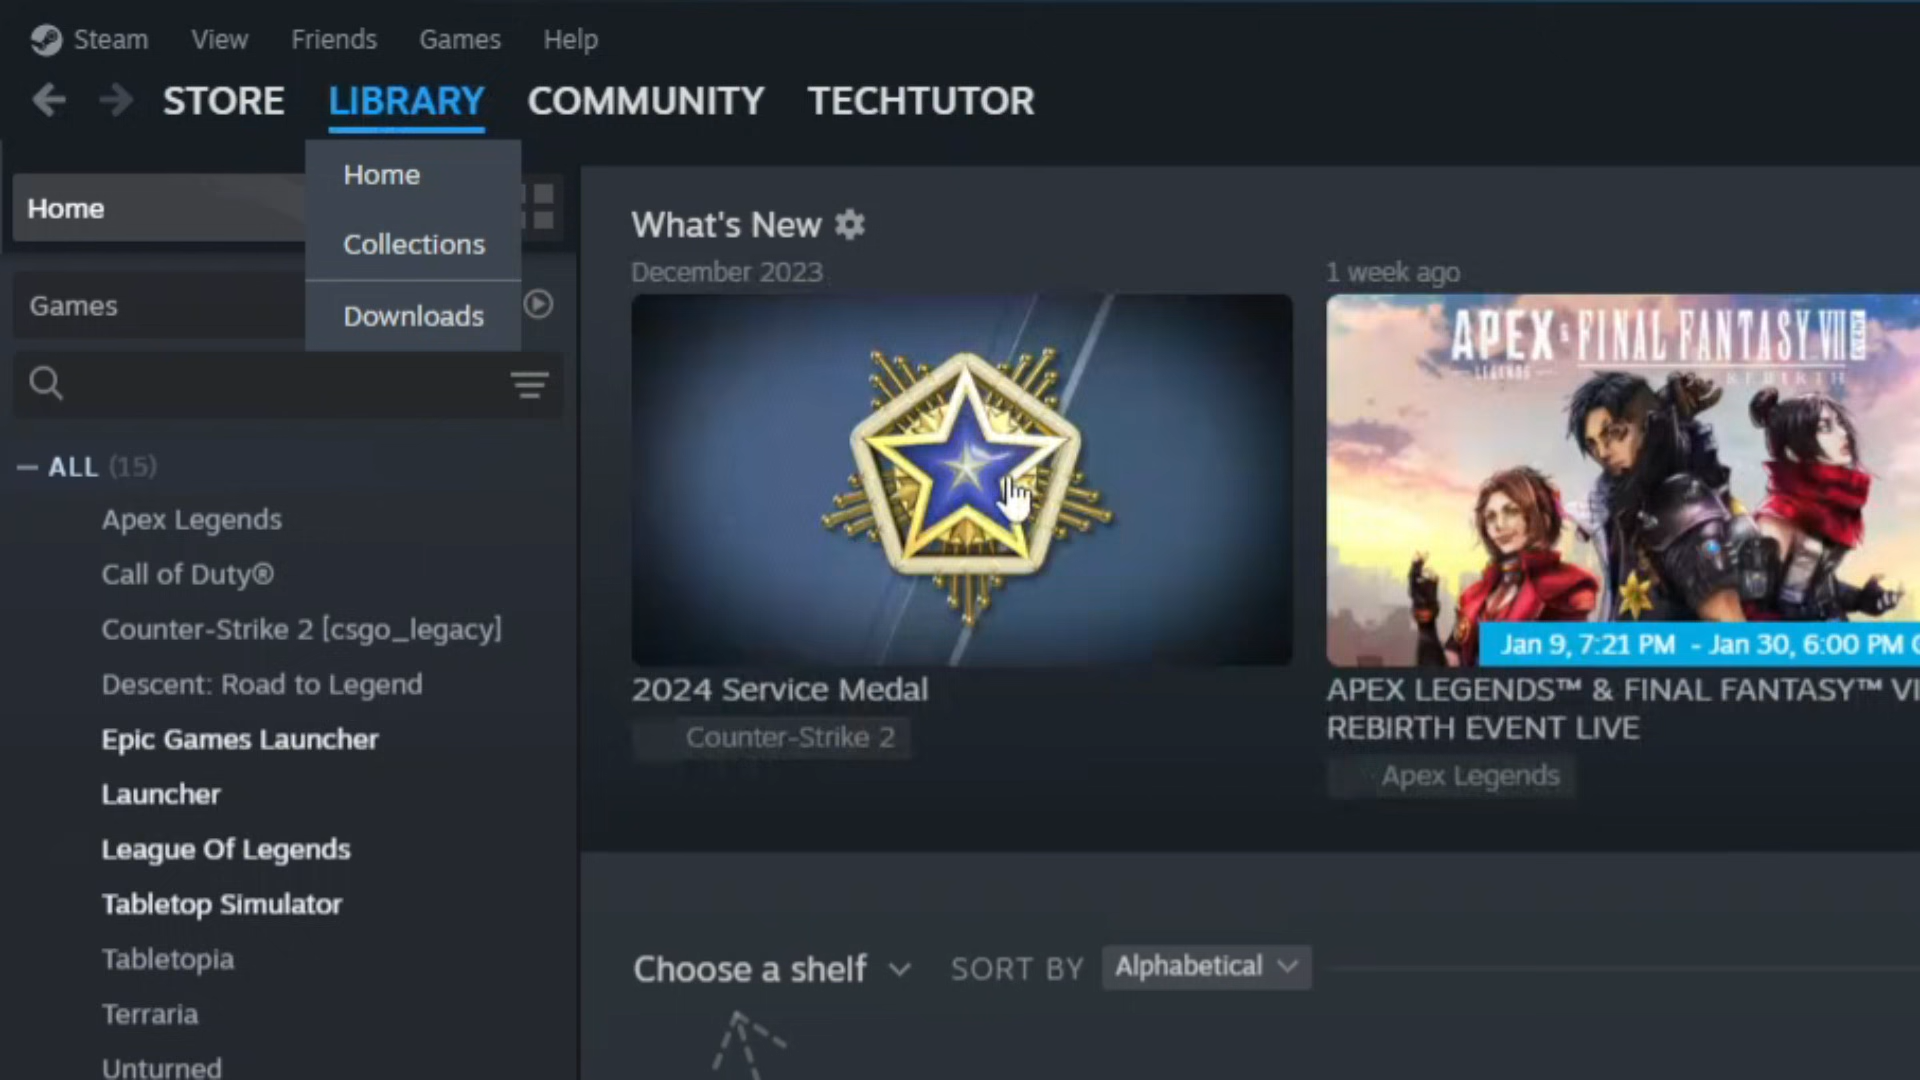 Steam View Friends Games Help
STORE LIBRARY COMMUNITY TECHTUTOR
Home
Collections
Downloads
Home
Games
ALL (15)
Apex Legends
Call of Duty®
Counter-Strike 2 [csgo_legacy]
Descent: Road to Legend
Epic Games Launcher
Launcher
League Of Legends
Tabletop Simulator
Tabletopia
Terraria
Unturned
What's New
December 2023
2024 Service Medal
Counter-Strike 2
1 week ago
APEX FINAL FANTASY VII EVENT
LEGENDS REBIRTH
Jan 9, 7:21 PM - Jan 30, 6:00 PM
APEX LEGENDS™ & FINAL FANTASY™ VI
REBIRTH EVENT LIVE
Apex Legends
Choose a shelf SORT BY Alphabetical